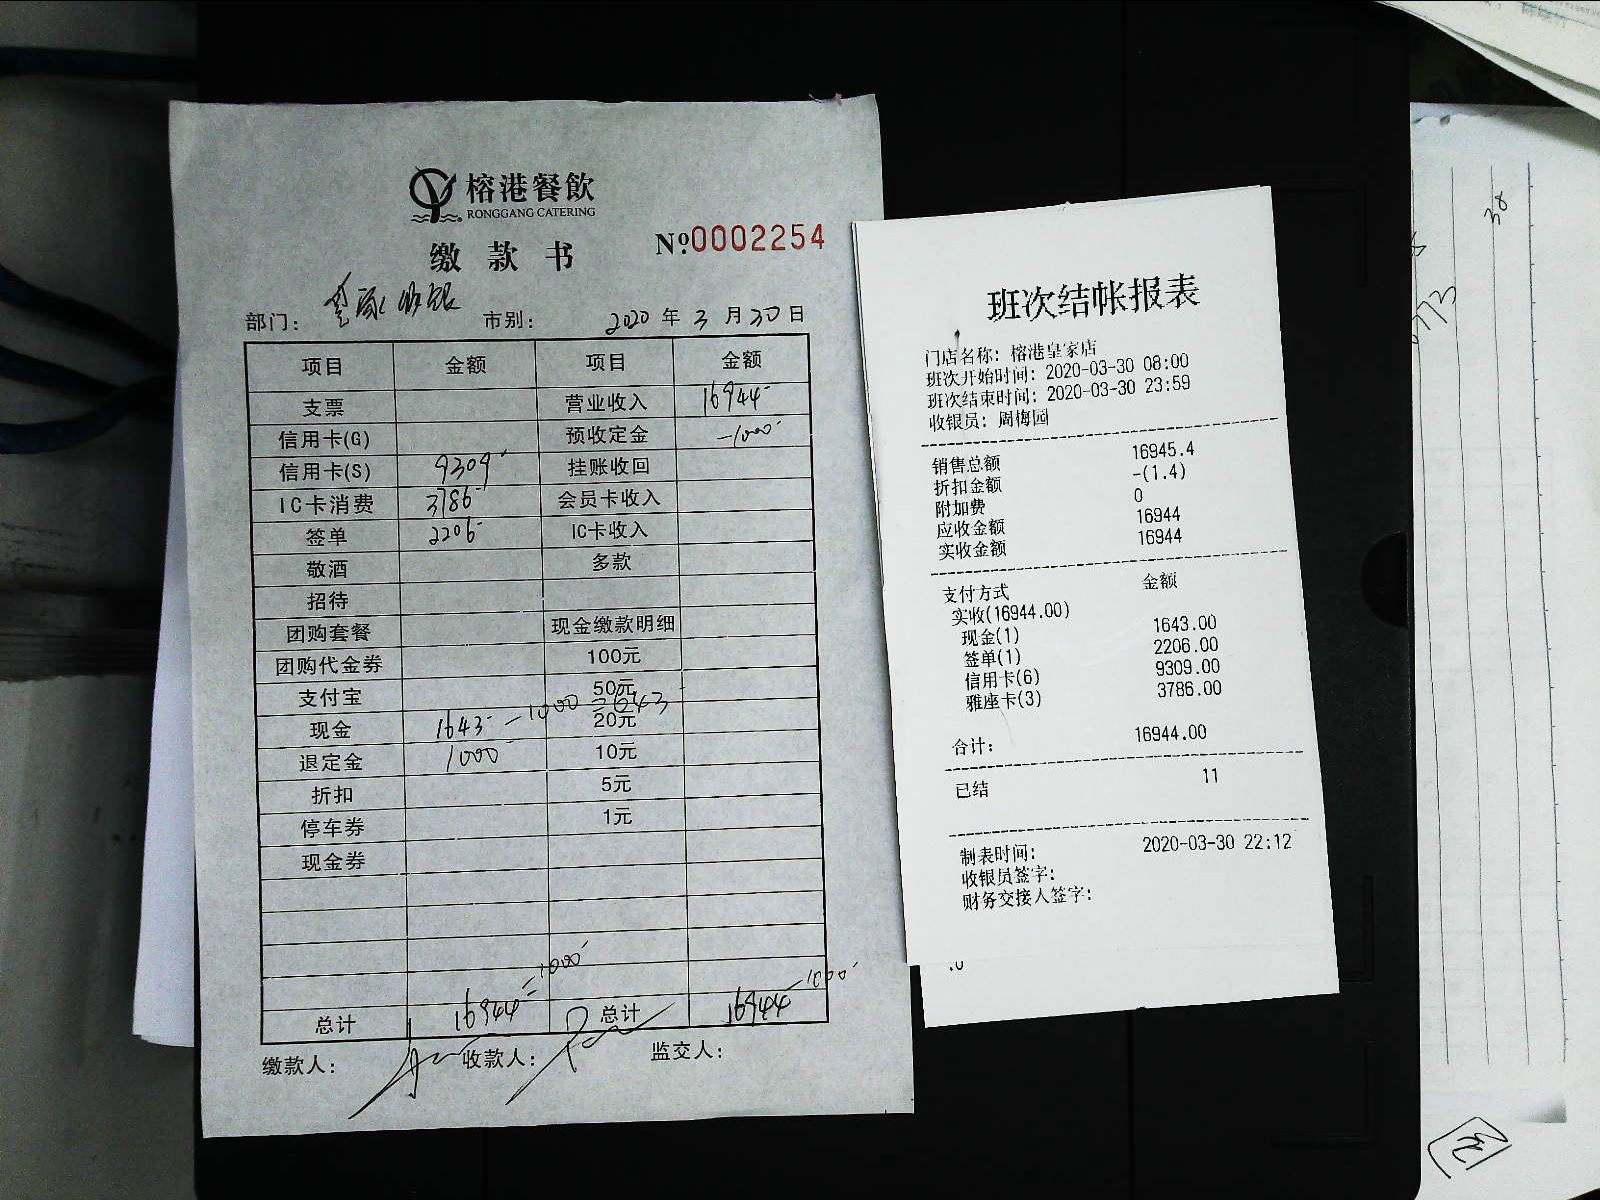 榕港餐飲
RONGGANG CATERING
缴款书
№0002254
部门： 皇家收银 市别： 2020 年 3 月 30 日
项目 金额 项目 金额
支票 营业收入 16944
信用卡(G) 预收定金 -1000
信用卡(S) 9309 挂账收回
IC卡消费 3786 会员卡收入
签单 2206 IC卡收入
敬酒 多款
招待
团购套餐 现金缴款明细
团购代金券 100元
支付宝 50元
现金 1643 -1000=643 20元
退定金 1000 10元
折扣 5元
停车券 1元
现金券
总计 16944-1000 总计 16944-1000
缴款人： 收款人： 监交人：
班次结帐报表
门店名称：榕港皇家店
班次开始时间：2020-03-30 08:00
班次结束时间：2020-03-30 23:59
收银员：周梅园
销售总额 16945.4
折扣金额 -(1.4)
附加费 0
应收金额 16944
实收金额 16944
支付方式 金额
实收(16944.00)
现金(1) 1643.00
签单(1) 2206.00
信用卡(6) 9309.00
雅座卡(3) 3786.00
合计： 16944.00
已结 11
制表时间： 2020-03-30 22:12
收银员签字：
财务交接人签字：
.0
38